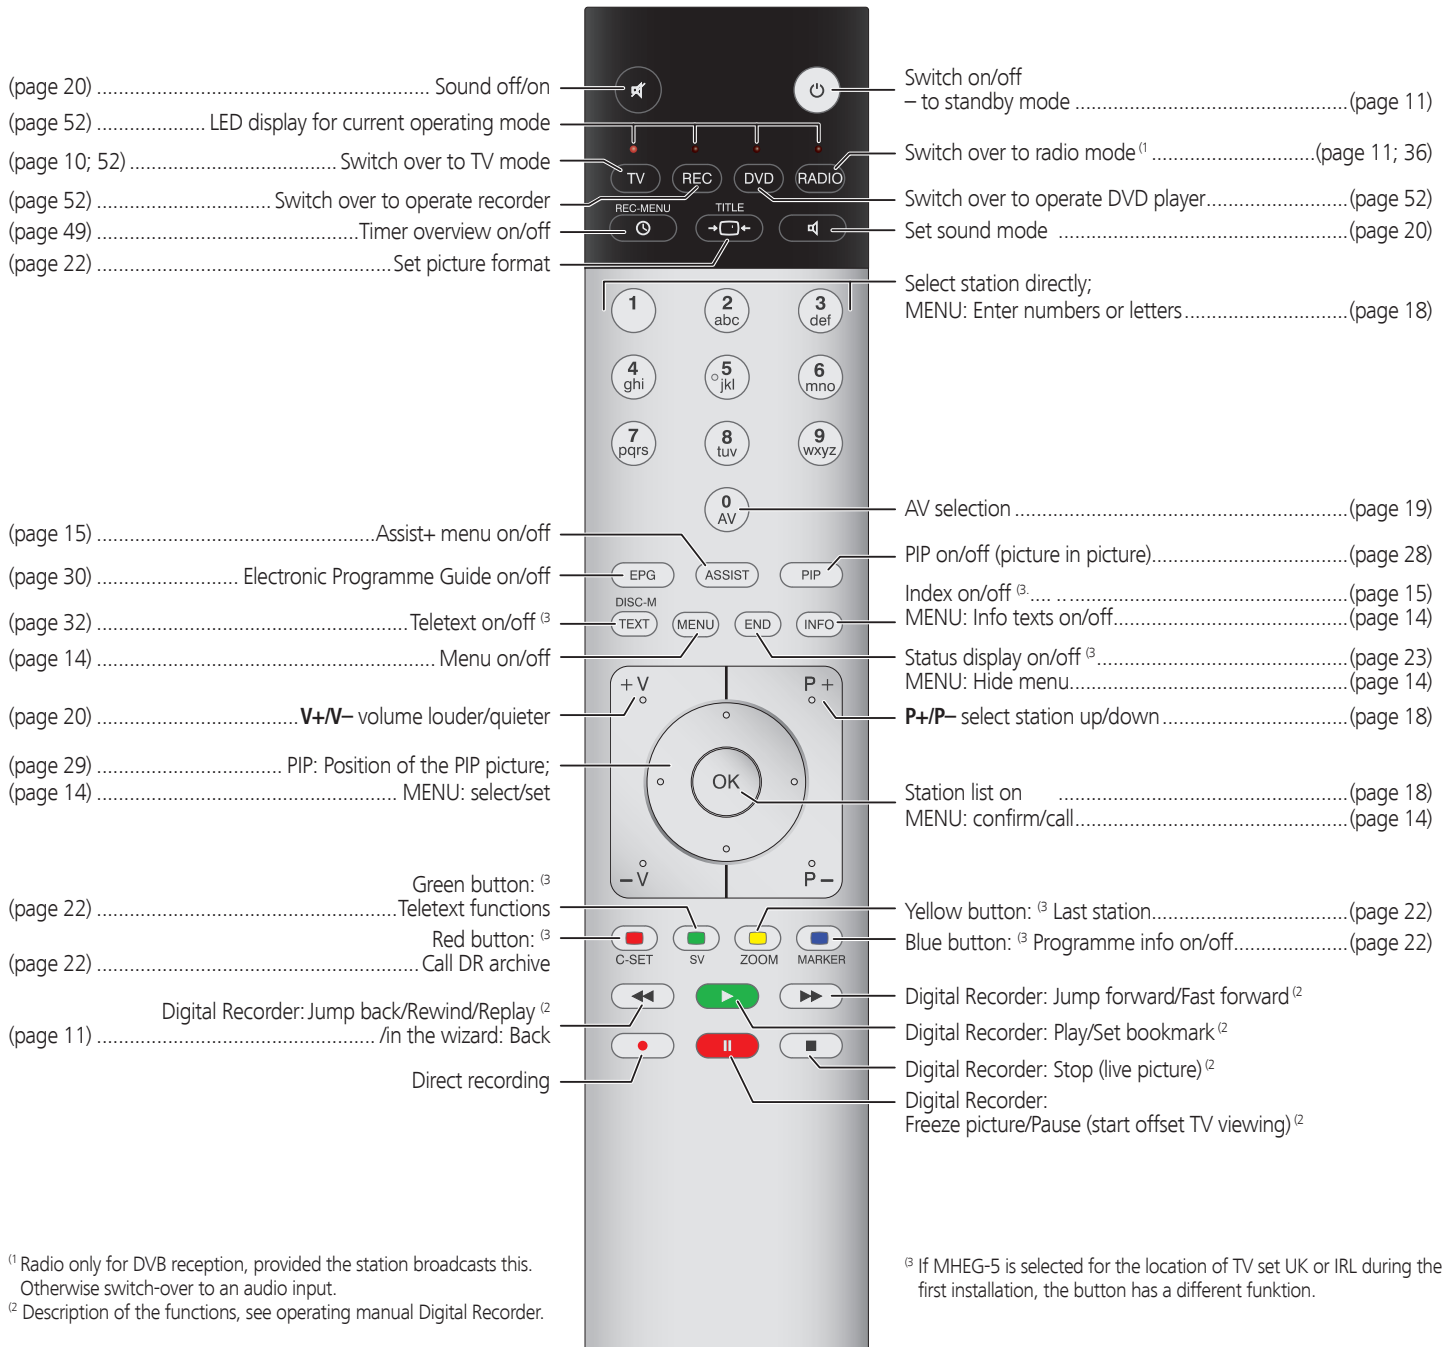 (page 20) ........ Sound off/on
(page 52) ........ LED display for current operating mode
(page 10; 52) ........ Switch over to TV mode
(page 52) ........ Switch over to operate recorder
(page 49) ........ Timer overview on/off
(page 22) ........ Set picture format
(page 15) ........ Assist+ menu on/off
(page 30) ........ Electronic Programme Guide on/off
(page 32) ........ Teletext on/off (3
(page 14) ........ Menu on/off
(page 20) ........ V+/V– volume louder/quieter
(page 29) ........ PIP: Position of the PIP picture;
(page 14) ........ MENU: select/set
Green button: (3
(page 22) ........ Teletext functions
Red button: (3
(page 22) ........ Call DR archive
Digital Recorder: Jump back/Rewind/Replay (2
(page 11) ........ /in the wizard: Back
Direct recording
TV REC DVD RADIO
REC-MENU TITLE
1 2 3
abc def
4 5 6
ghi jkl mno
7 8 9
pqrs tuv wxyz
0
AV
EPG ASSIST PIP
DISC-M
TEXT MENU END INFO
+ V P +
OK
– V P –
C-SET SV ZOOM MARKER
Switch on/off
– to standby mode ........ (page 11)
Switch over to radio mode (1 ........ (page 11; 36)
Switch over to operate DVD player ........ (page 52)
Set sound mode ........ (page 20)
Select station directly;
MENU: Enter numbers or letters ........ (page 18)
AV selection ........ (page 19)
PIP on/off (picture in picture) ........ (page 28)
Index on/off (3 ........ (page 15)
MENU: Info texts on/off ........ (page 14)
Status display on/off (3 ........ (page 23)
MENU: Hide menu ........ (page 14)
P+/P– select station up/down ........ (page 18)
Station list on ........ (page 18)
MENU: confirm/call ........ (page 14)
Yellow button: (3 Last station ........ (page 22)
Blue button: (3 Programme info on/off ........ (page 22)
Digital Recorder: Jump forward/Fast forward (2
Digital Recorder: Play/Set bookmark (2
Digital Recorder: Stop (live picture) (2
Digital Recorder:
Freeze picture/Pause (start offset TV viewing) (2
(1 Radio only for DVB reception, provided the station broadcasts this.
Otherwise switch-over to an audio input.
(2 Description of the functions, see operating manual Digital Recorder.
(3 If MHEG-5 is selected for the location of TV set UK or IRL during the
first installation, the button has a different funktion.